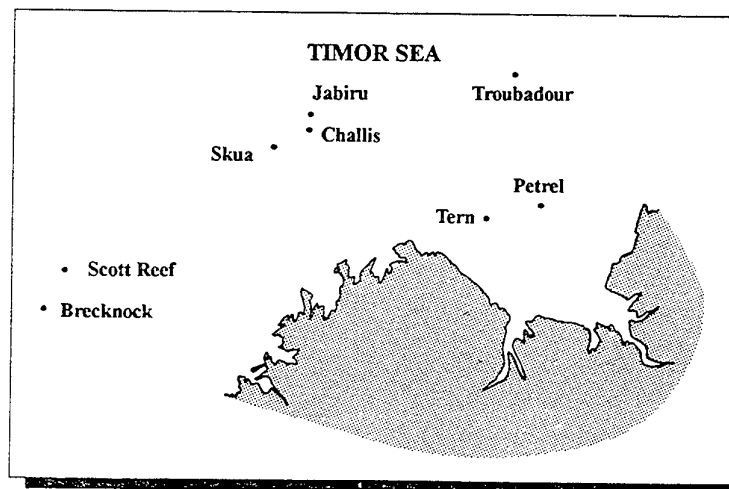 TIMOR SEA
Jabiru
Troubadour
Challis
Skua
Petrel
Tern
Scott Reef
Brecknock